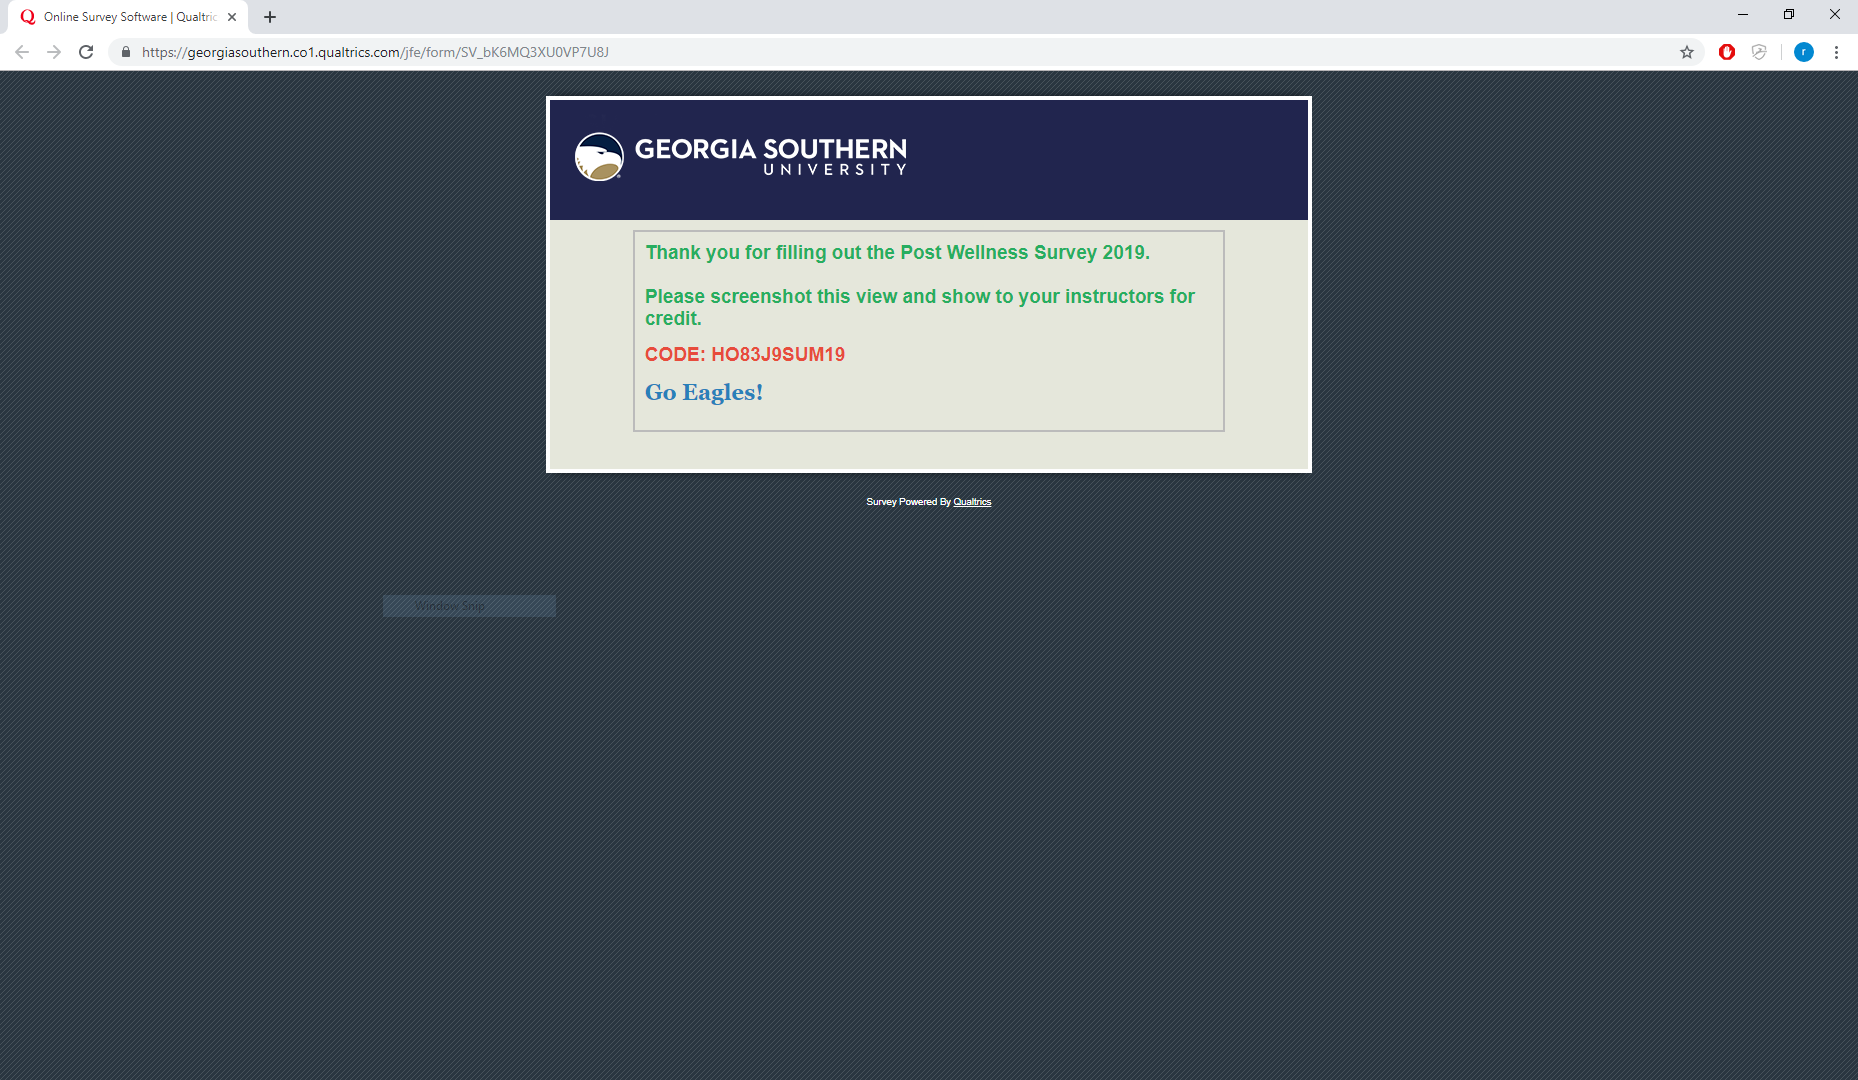 Online Survey Software | Qualtric
https://georgiasouthern.co1.qualtrics.com/jfe/form/SV_bK6MQ3XU0VP7U8J
r
GEORGIA SOUTHERN
UNIVERSITY
Thank you for filling out the Post Wellness Survey 2019.
Please screenshot this view and show to your instructors for
credit.
CODE: HO83J9SUM19
Go Eagles!
Survey Powered By Qualtrics
Window Snip